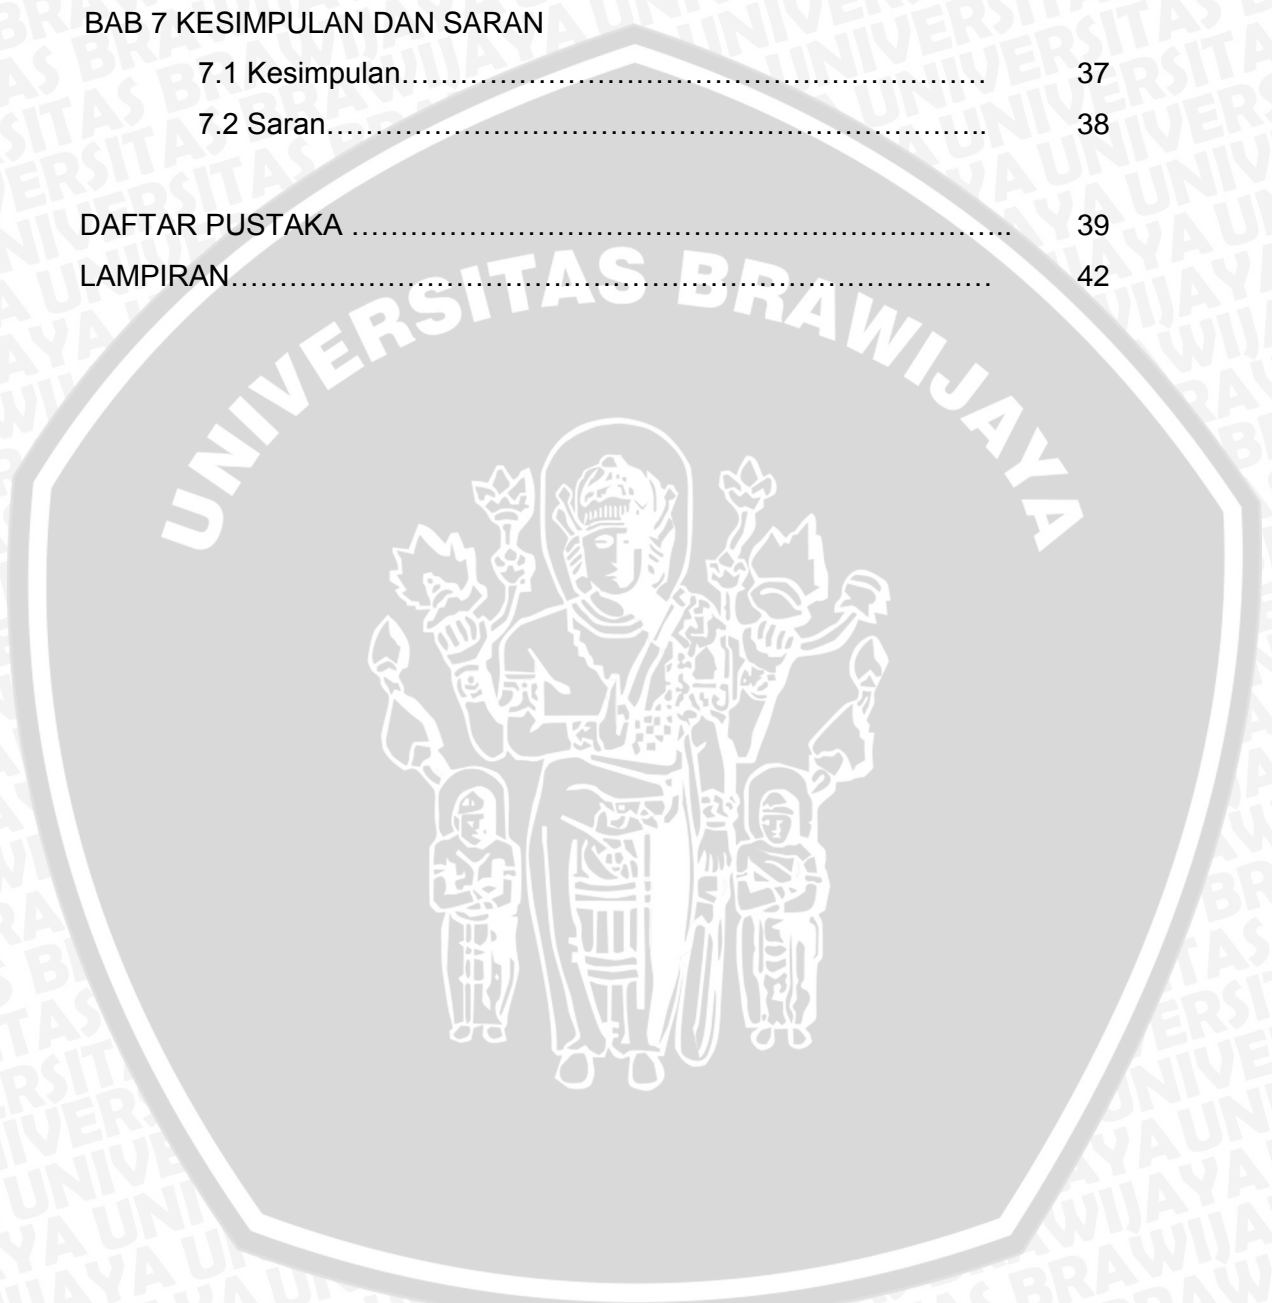 BAB 7 KESIMPULAN DAN SARAN
7.1 Kesimpulan…………………………………………………… 37
7.2 Saran………………………………………………………….. 38
DAFTAR PUSTAKA ………………………………………………………….. 39
LAMPIRAN…………………………………………………………………… 42
UNIVERSITAS BRAWIJAYA